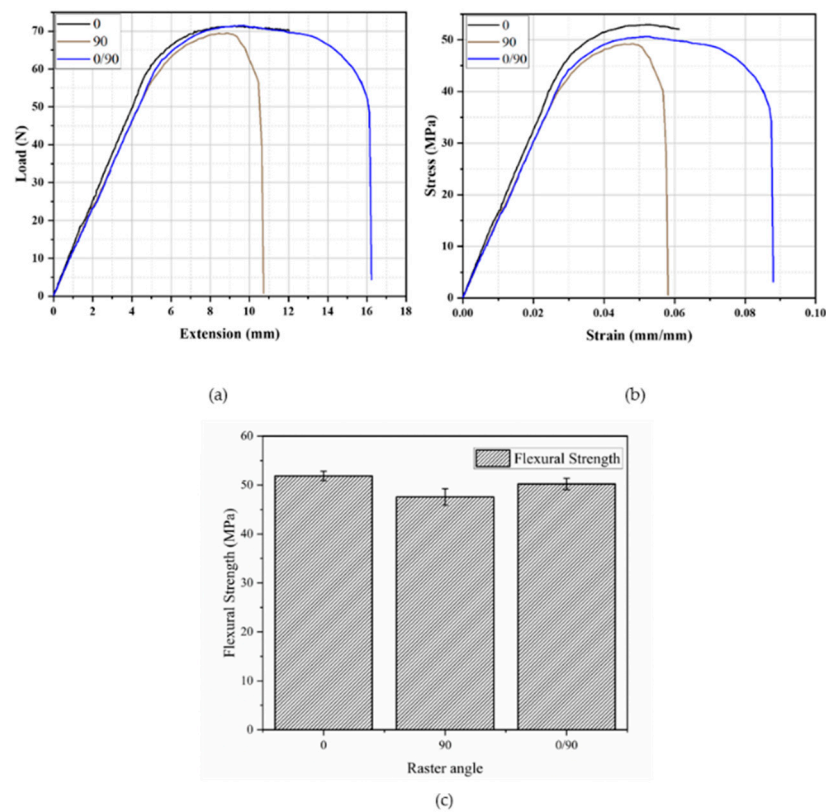 70
60
50
40
30
20
10
0
Load (N)
0
90
0/90
0 2 4 6 8 10 12 14 16 18
Extension (mm)
(a)
50
40
30
20
10
0
Stress (MPa)
0
90
0/90
0.00 0.02 0.04 0.06 0.08 0.10
Strain (mm/mm)
(b)
60
50
40
30
20
10
0
Flexural Strength (MPa)
Flexural Strength
0 90 0/90
Raster angle
(c)